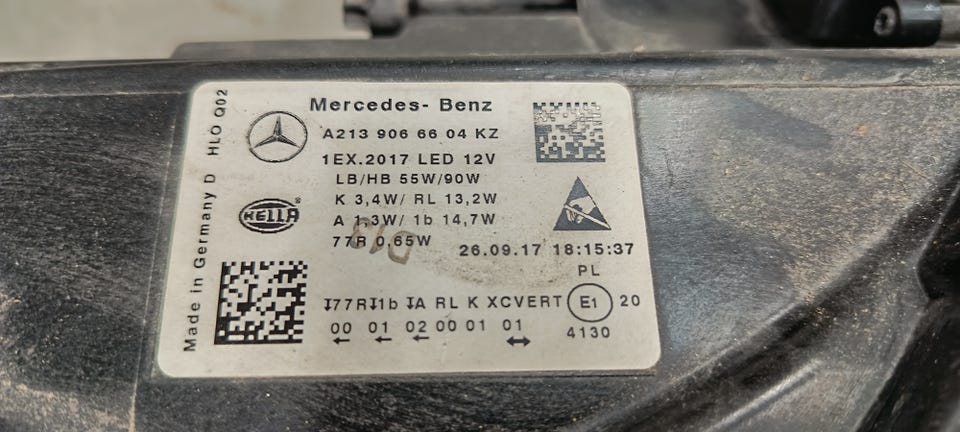 Made in Germany D HLO Q02
Mercedes- Benz
A213 906 66 04 KZ
1EX.2017 LED 12V
LB/HB 55W/90W
K 3,4W/ RL 13,2W
A 1,3W/ 1b 14,7W
77R 0,65W
26.09.17 18:15:37
PL
HELLA
D13
↧77R↧1b ↧A RL K XCVERT E1 20
00 01 02 00 01 01 4130
← ← ← ↔